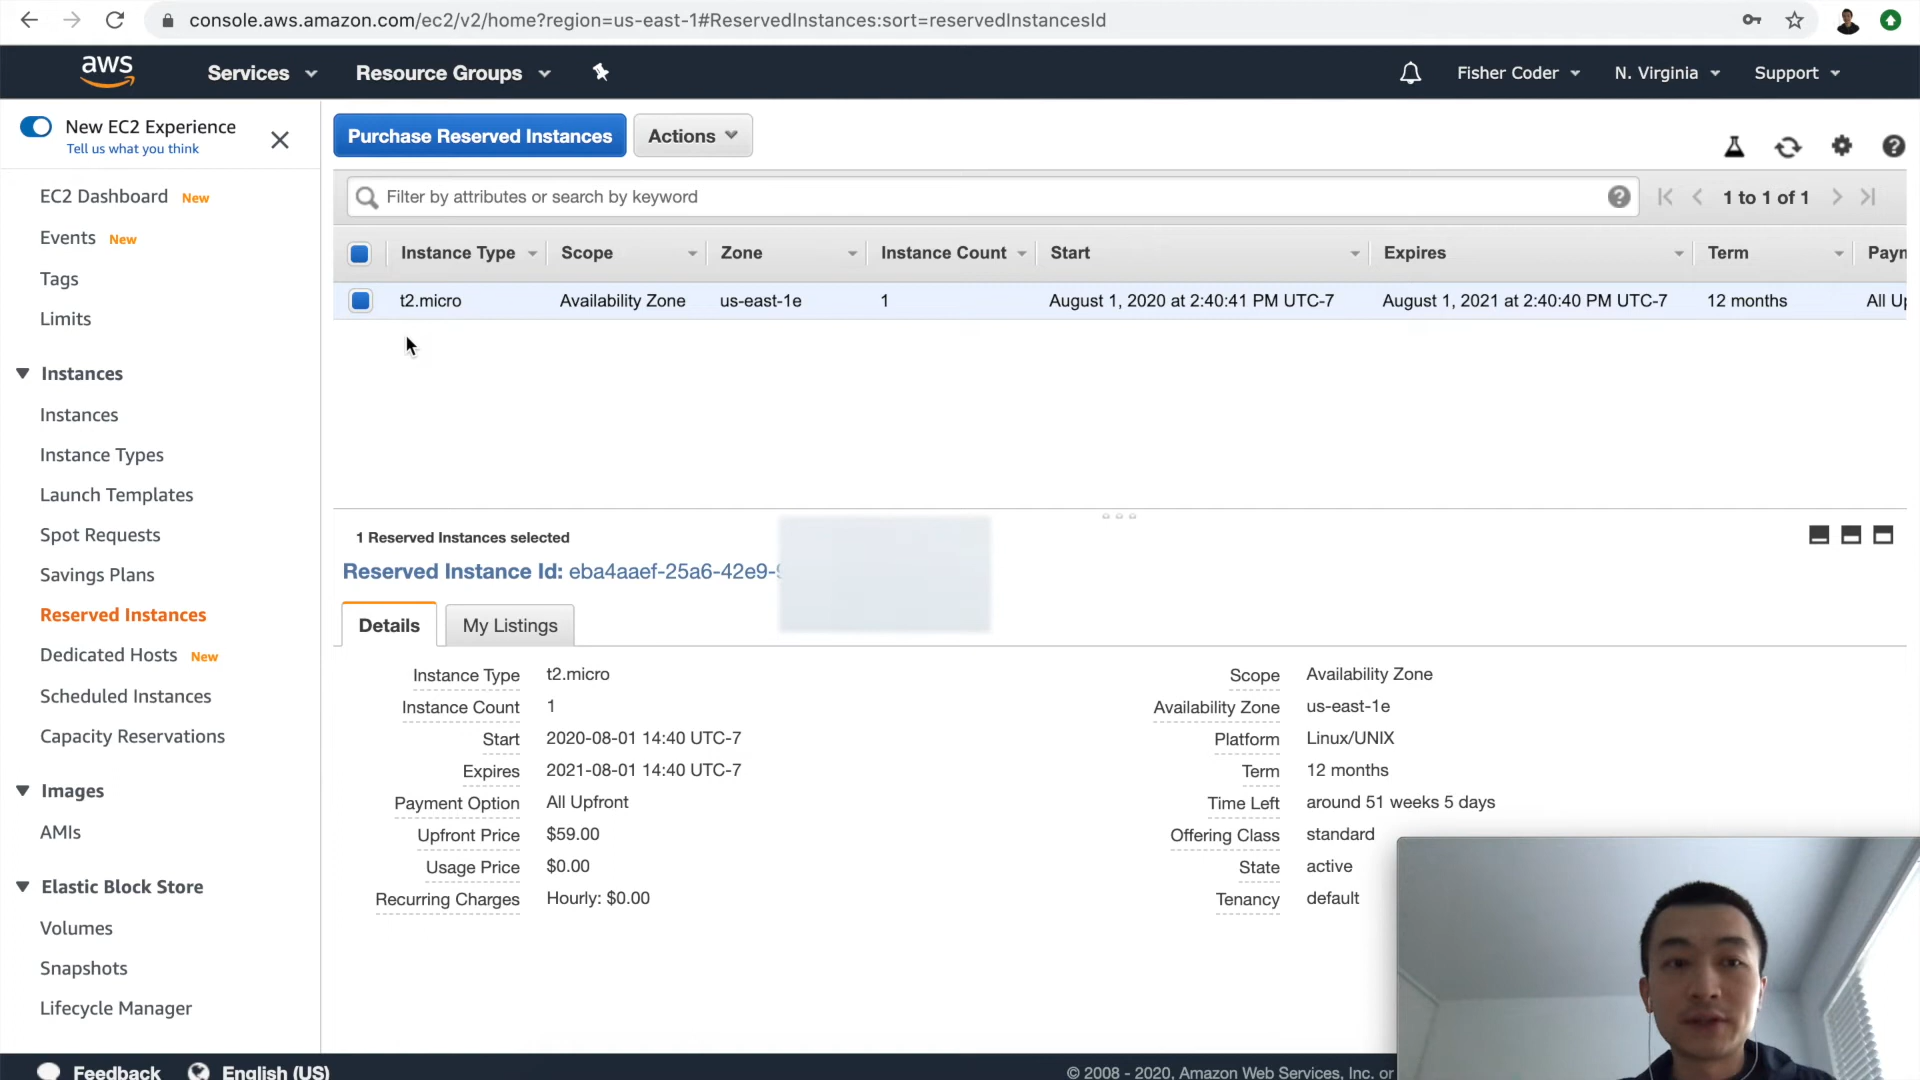 console.aws.amazon.com/ec2/v2/home?region=us-east-1#ReservedInstances:sort=reservedInstancesId
aws Services Resource Groups Fisher Coder N. Virginia Support
New EC2 Experience
Tell us what you think
EC2 Dashboard New
Events New
Tags
Limits
Instances
Instances
Instance Types
Launch Templates
Spot Requests
Savings Plans
Reserved Instances
Dedicated Hosts New
Scheduled Instances
Capacity Reservations
Images
AMIs
Elastic Block Store
Volumes
Snapshots
Lifecycle Manager
Purchase Reserved Instances Actions
Filter by attributes or search by keyword 1 to 1 of 1
Instance Type Scope Zone Instance Count Start Expires Term Paym
t2.micro Availability Zone us-east-1e 1 August 1, 2020 at 2:40:41 PM UTC-7 August 1, 2021 at 2:40:40 PM UTC-7 12 months All Up
1 Reserved Instances selected
Reserved Instance Id: eba4aaef-25a6-42e9-
Details My Listings
Instance Type t2.micro
Instance Count 1
Start 2020-08-01 14:40 UTC-7
Expires 2021-08-01 14:40 UTC-7
Payment Option All Upfront
Upfront Price $59.00
Usage Price $0.00
Recurring Charges Hourly: $0.00
Scope Availability Zone
Availability Zone us-east-1e
Platform Linux/UNIX
Term 12 months
Time Left around 51 weeks 5 days
Offering Class standard
State active
Tenancy default
Feedback English (US) © 2008 - 2020, Amazon Web Services, Inc. or